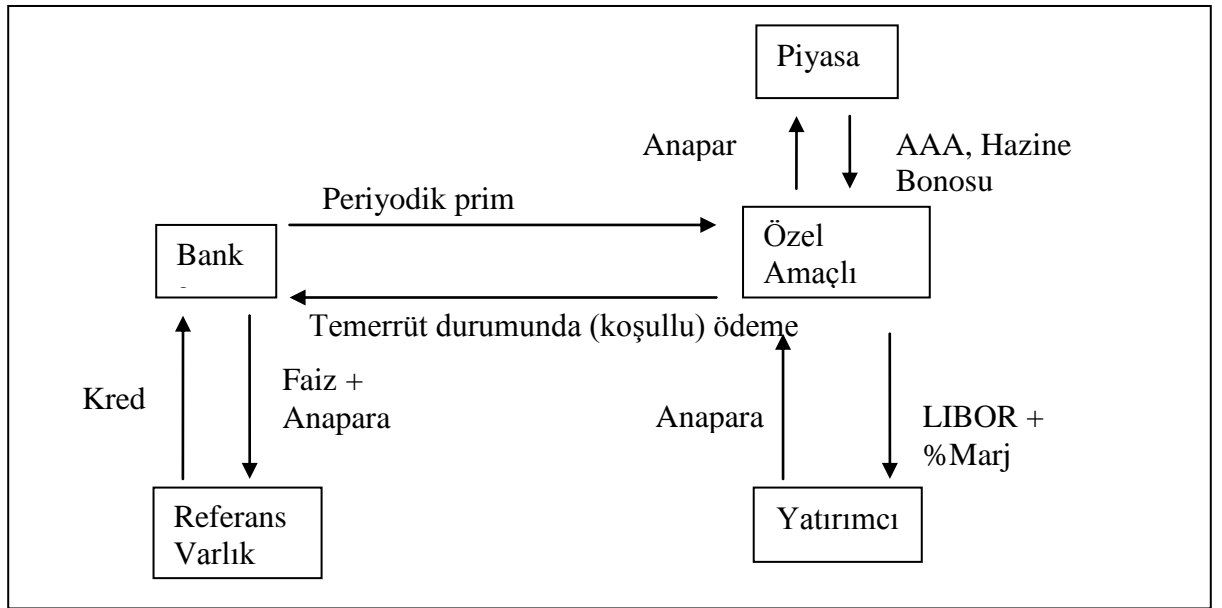 Piyasa
Anapar
AAA, Hazine
Bonosu
Periyodik prim
Bank
Özel
Amaçlı
Temerrüt durumunda (koşullu) ödeme
Kred
Faiz +
Anapara
Anapara
LIBOR +
%Marj
Referans
Varlık
Yatırımcı